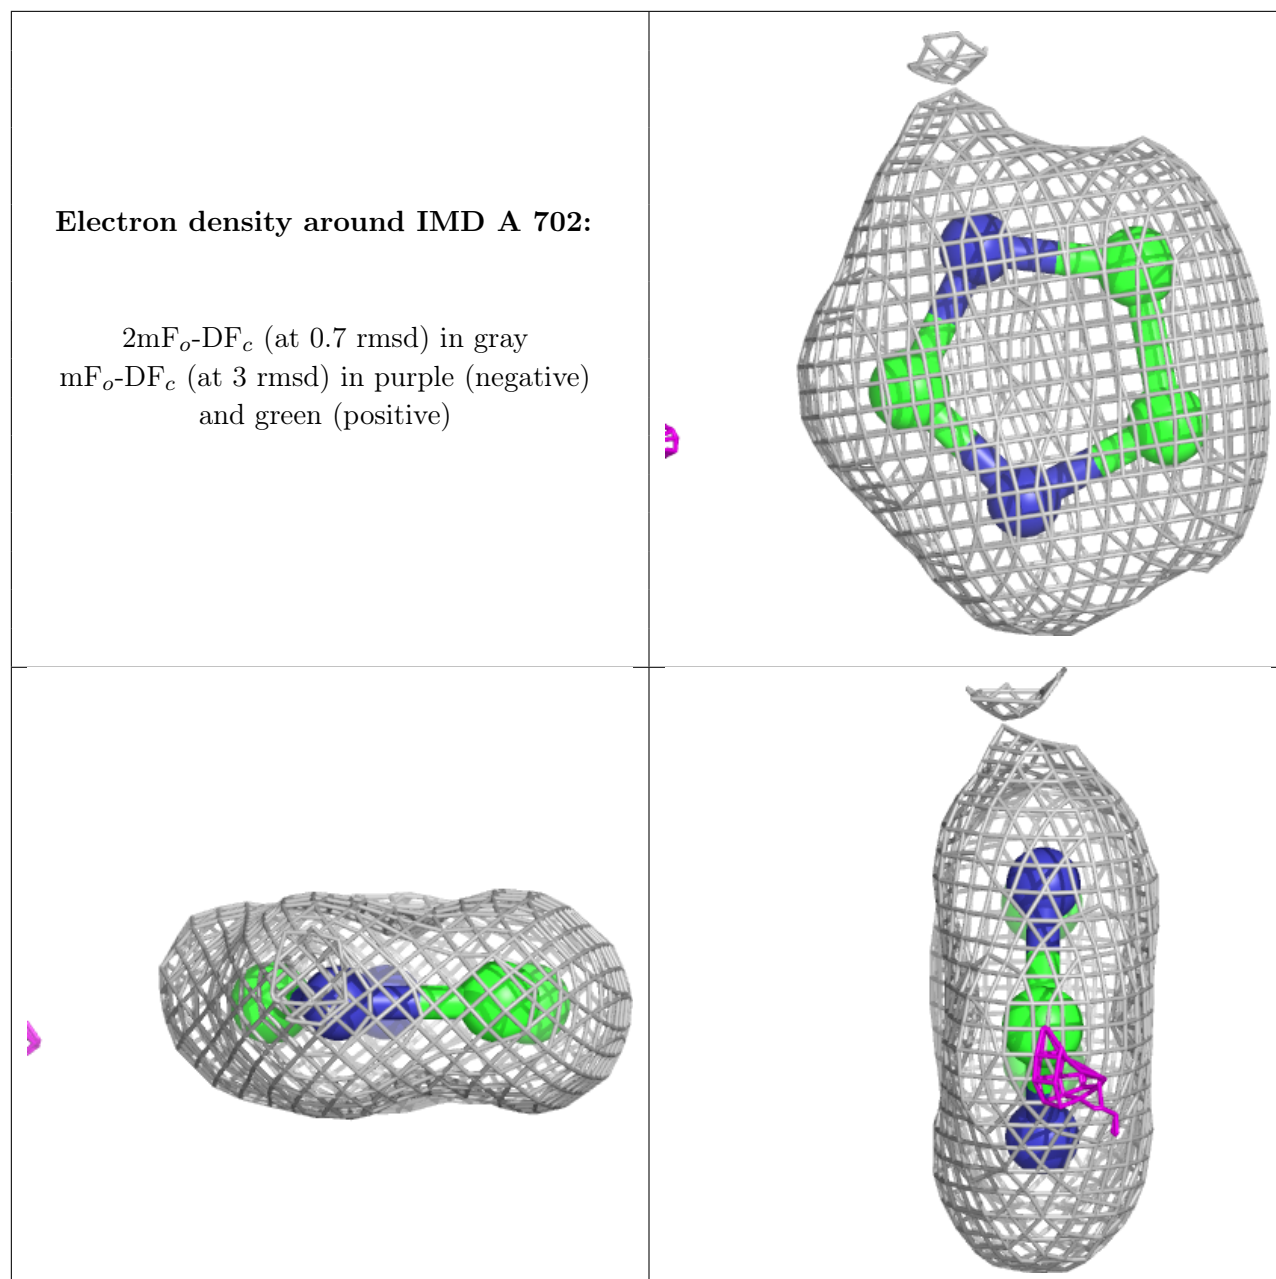 Electron density around IMD A 702:
2mFo-DFc (at 0.7 rmsd) in gray
mFo-DFc (at 3 rmsd) in purple (negative)
and green (positive)